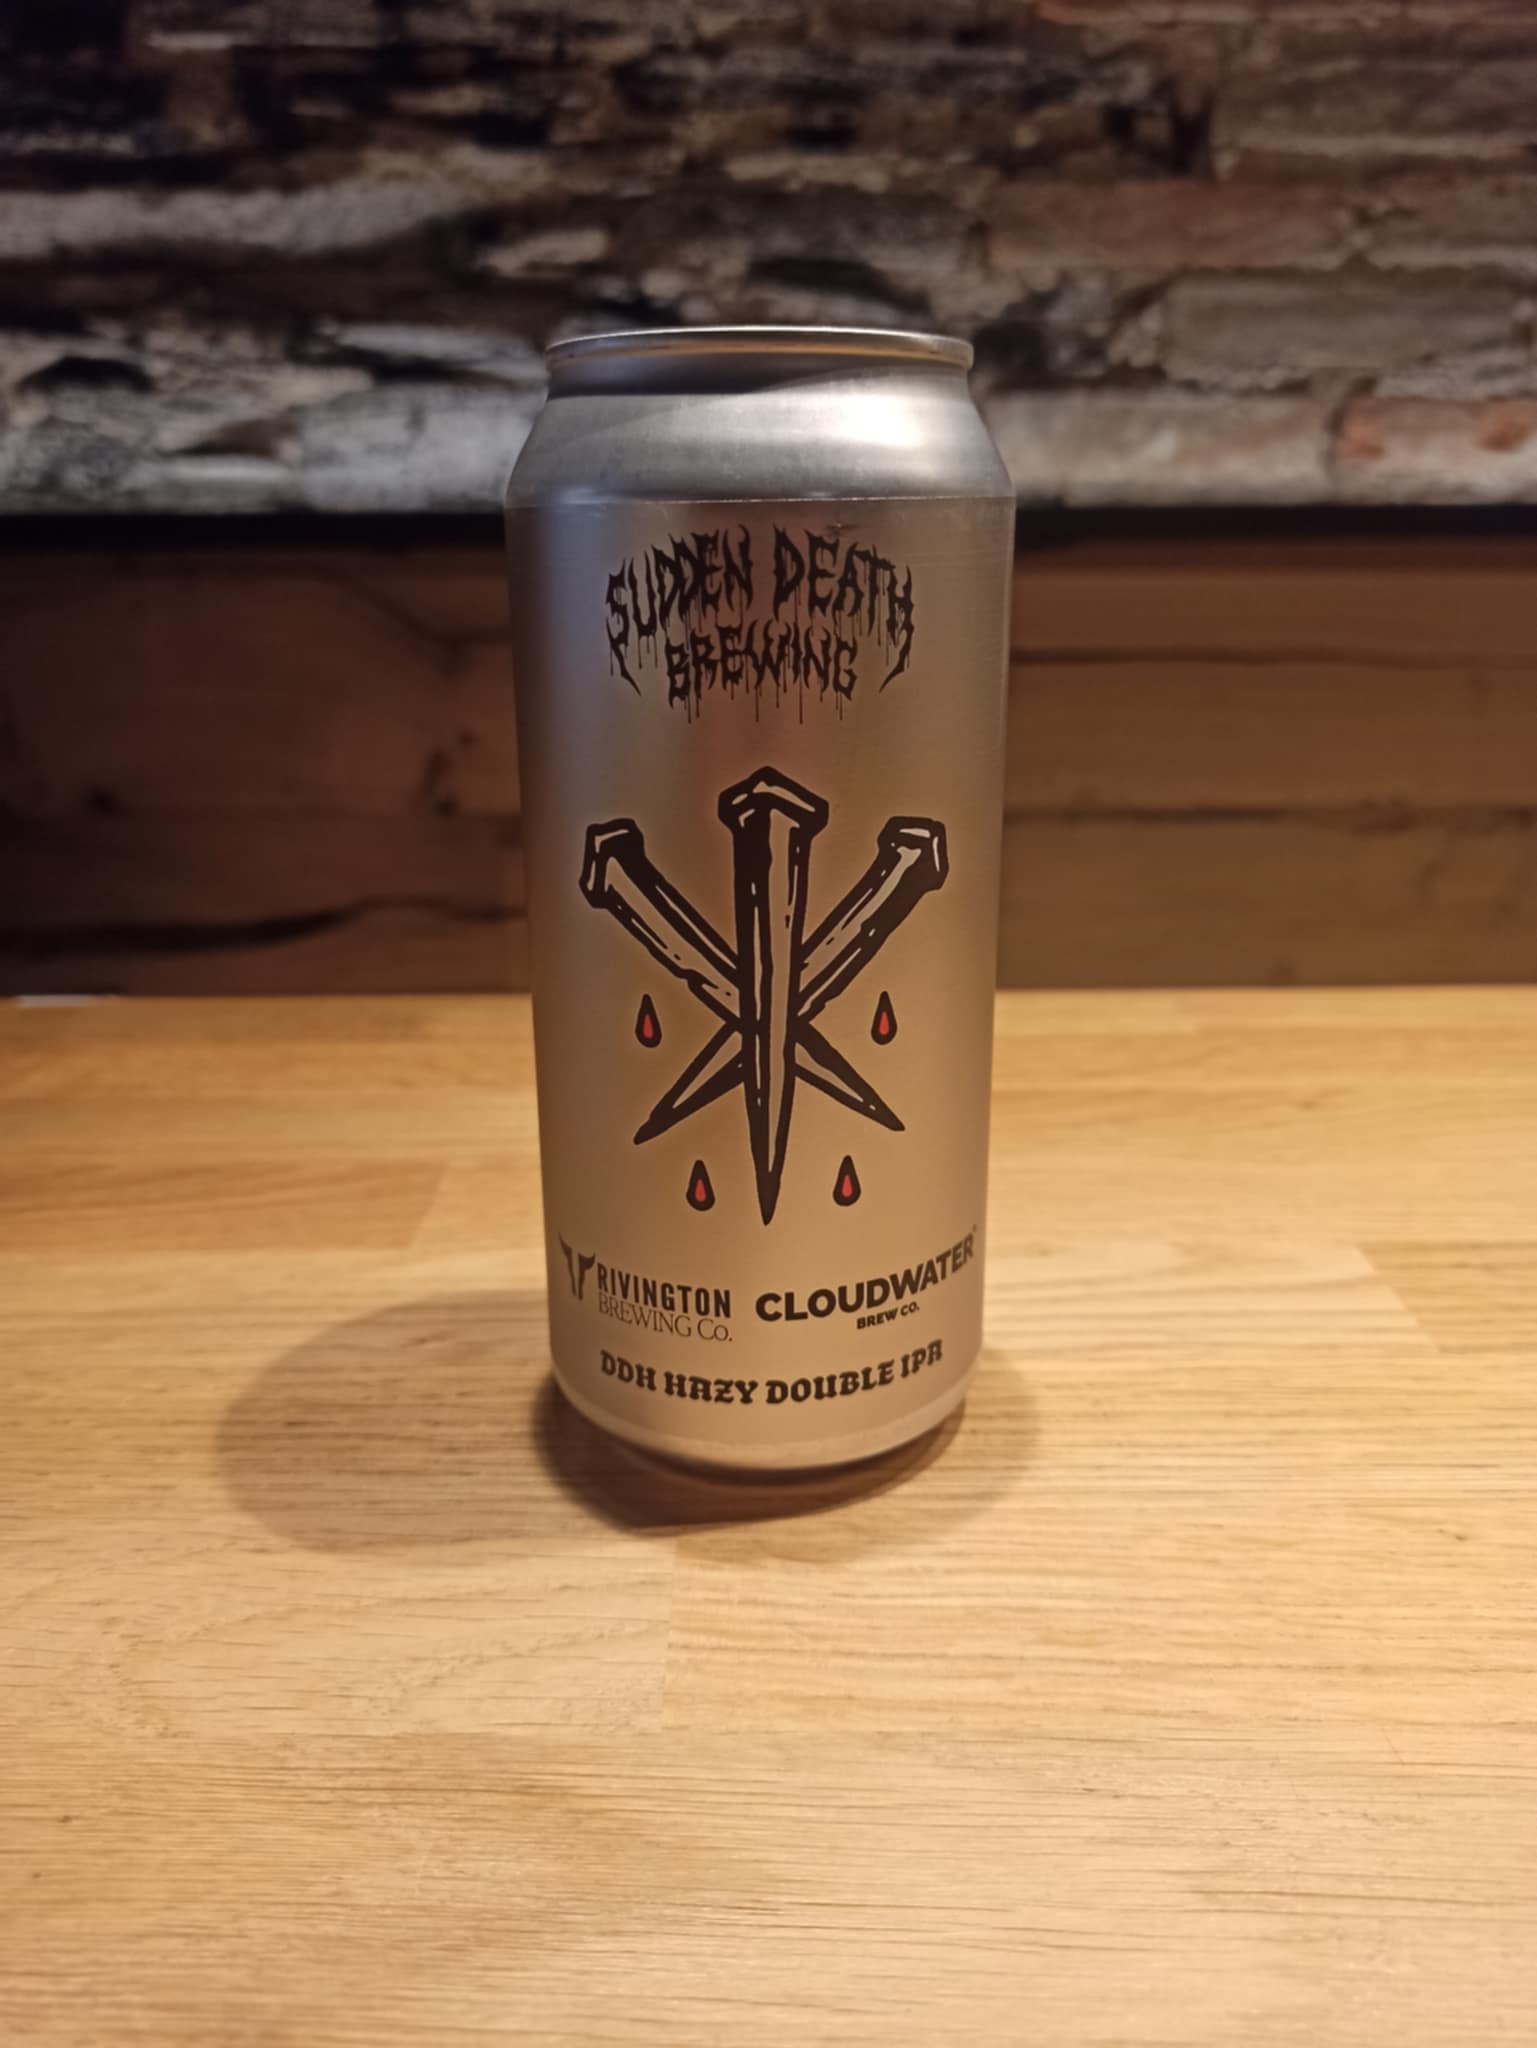 SUDDEN DEATH
BREWING
RIVINGTON
BREWING Co.
CLOUDWATER
BREW CO.
DDH HAZY DOUBLE IPA